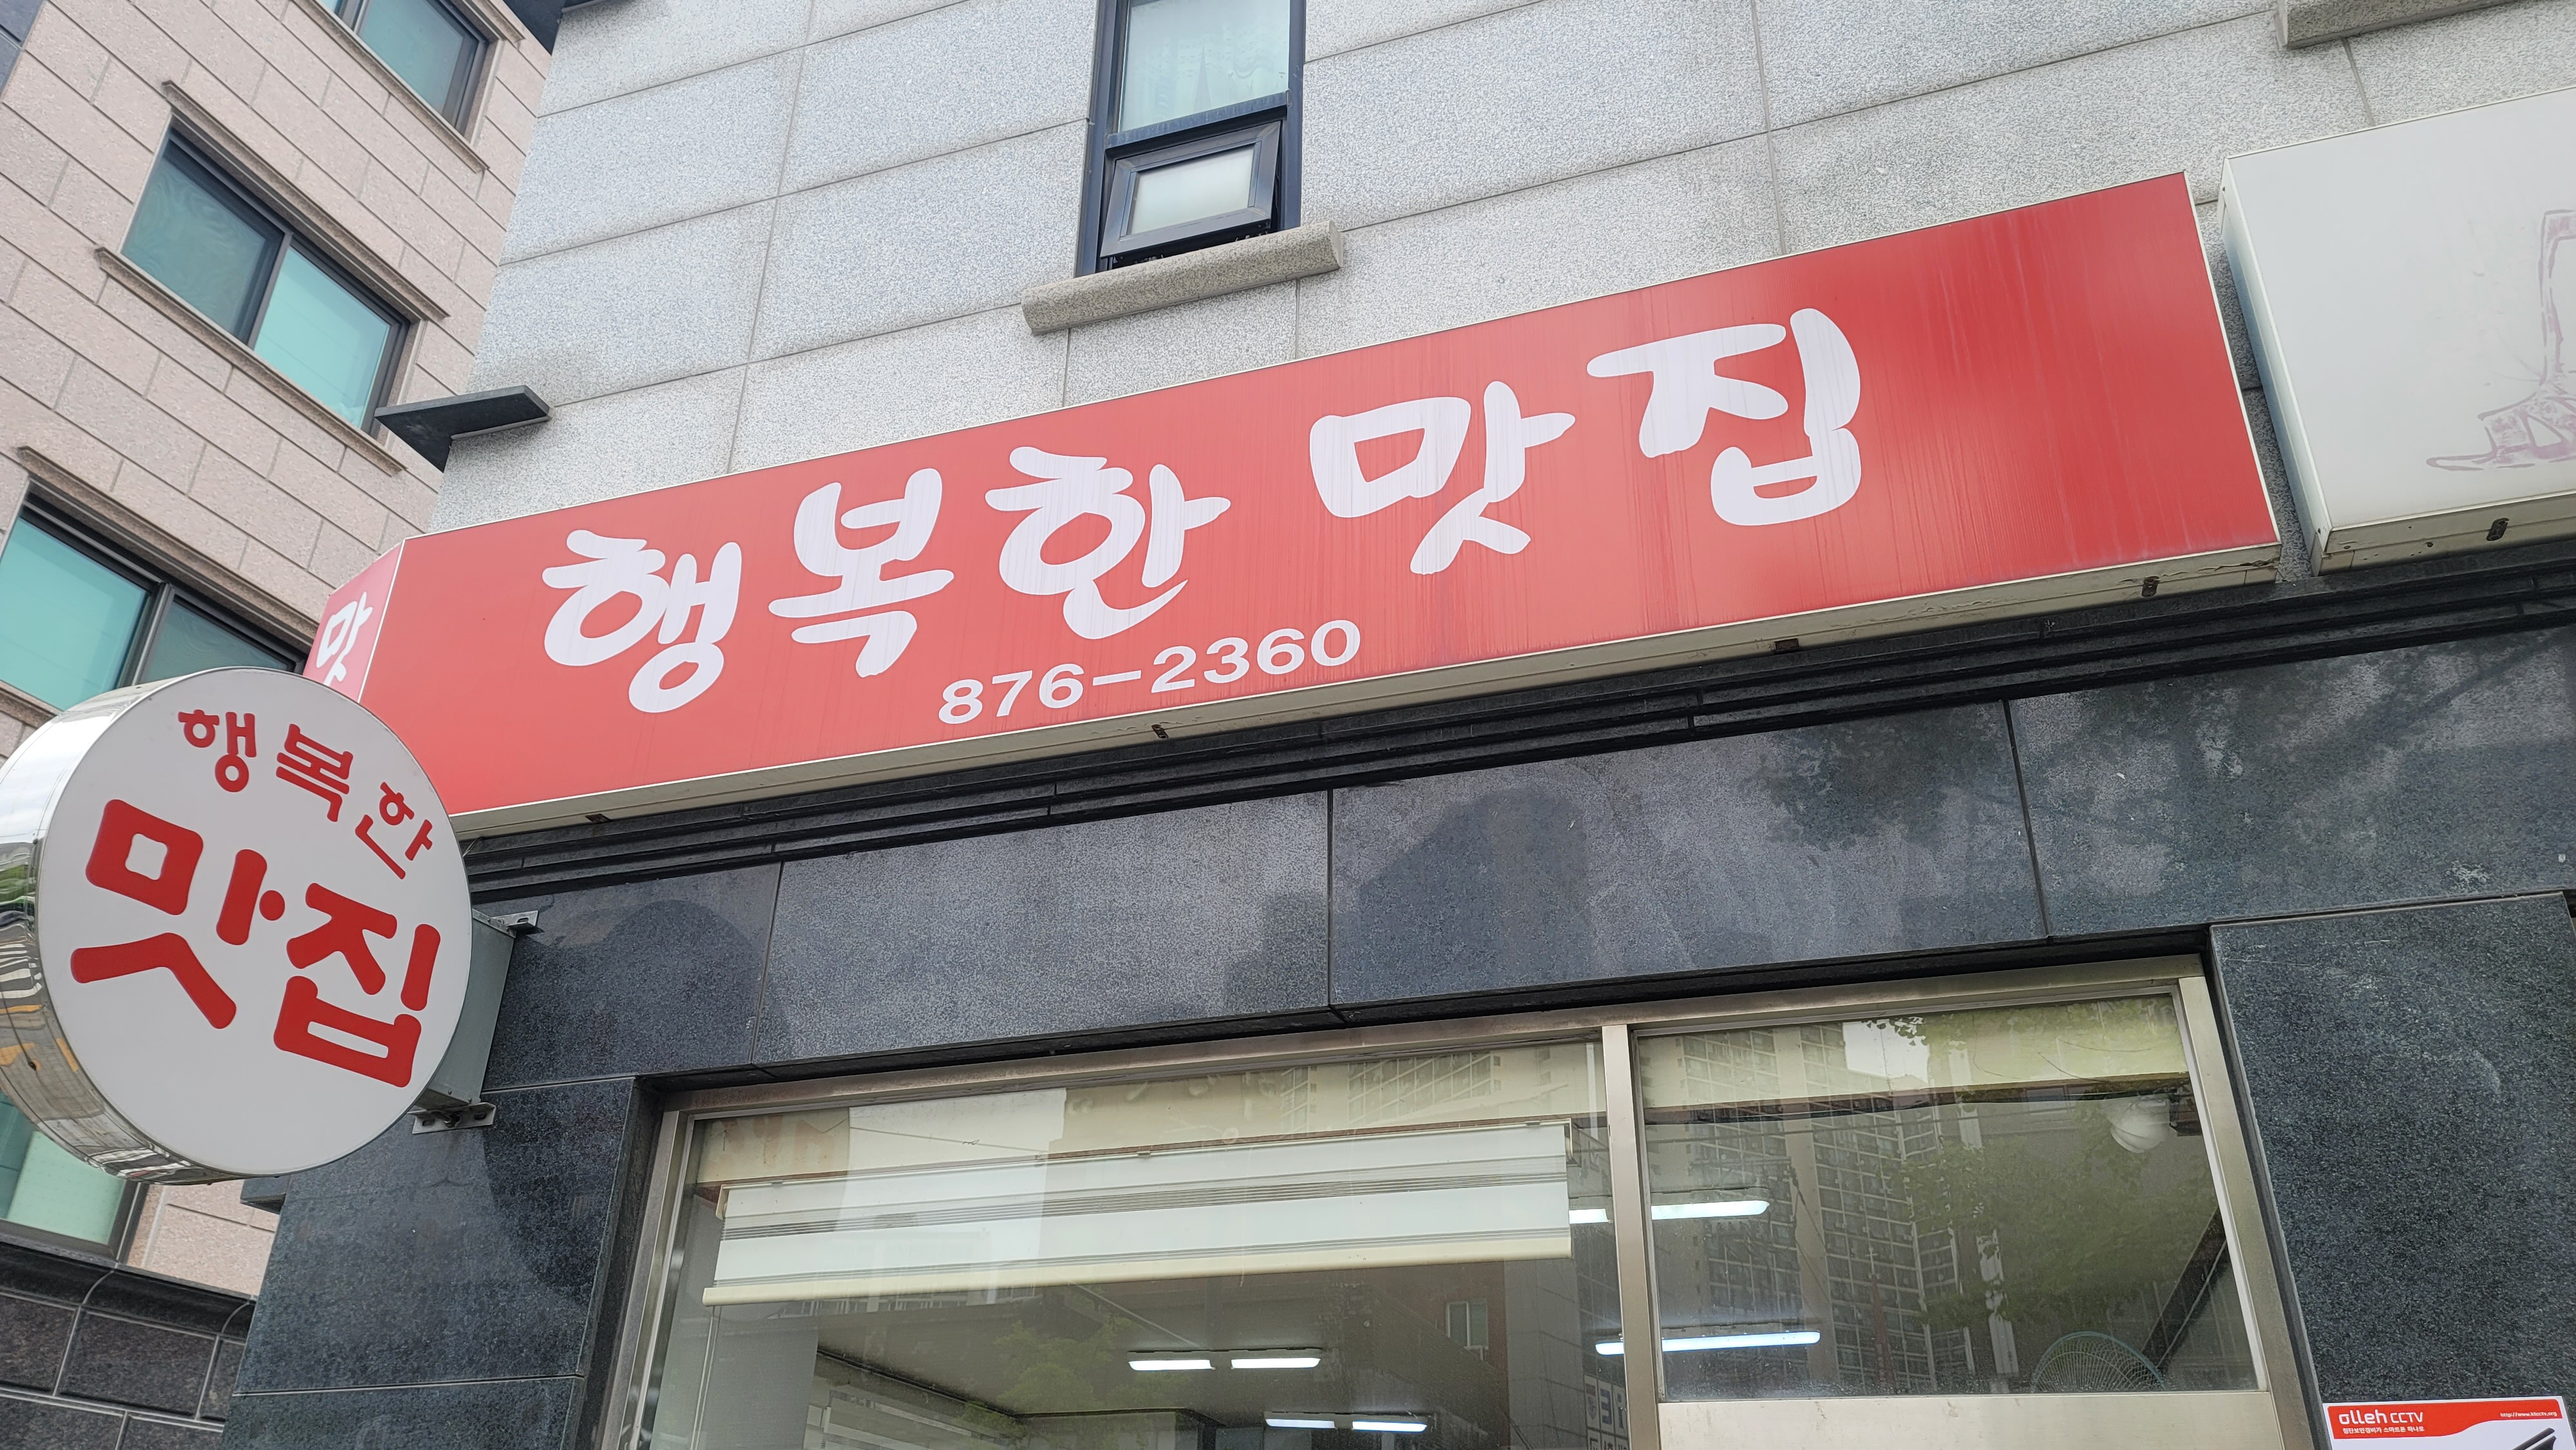 행복한 맛집
876-2360
맛
행복한
맛집
olleh CCTV